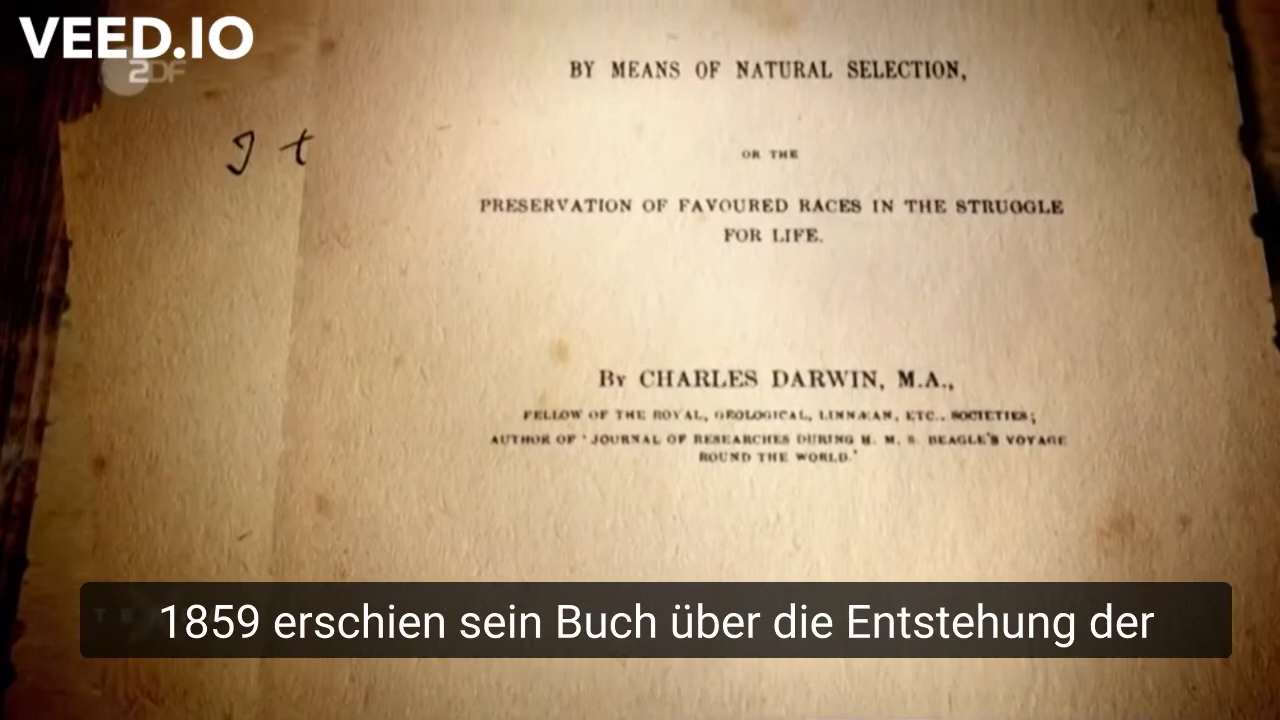 VEED.IO
ZDF
BY MEANS OF NATURAL SELECTION,
I t
OR THE
PRESERVATION OF FAVOURED RACES IN THE STRUGGLE
FOR LIFE.
BY CHARLES DARWIN, M.A.,
FELLOW OF THE ROYAL, GEOLOGICAL, LINNÆAN, ETC., SOCIETIES;
AUTHOR OF 'JOURNAL OF RESEARCHES DURING H. M. S. BEAGLE'S VOYAGE
ROUND THE WORLD.'
1859 erschien sein Buch über die Entstehung der